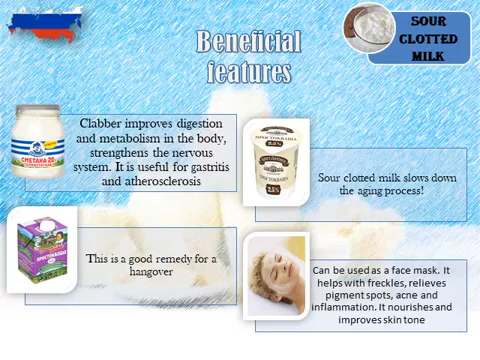 SOUR
CLOTTED
MILK
Beneficial
features
Clabber improves digestion
and metabolism in the body,
strengthens the nervous
system. It is useful for gastritis
and atherosclerosis
СМЕТАНА 20
ПРОСТОКВАША
2,5%
Sour clotted milk slows down
the aging process!
ПРОСТОКВАША
This is a good remedy for a
hangover
Can be used as a face mask. It
helps with freckles, relieves
pigment spots, acne and
inflammation. It nourishes and
improves skin tone